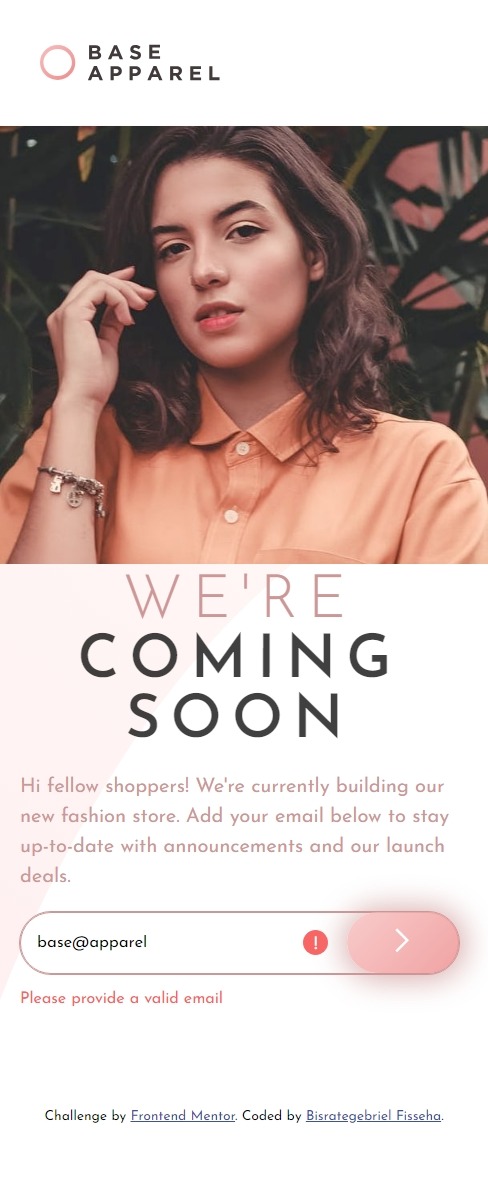 BASE
APPAREL
WE'RE
COMING
SOON
Hi fellow shoppers! We're currently building our
new fashion store. Add your email below to stay
up-to-date with announcements and our launch
deals.
base@apparel
!
Please provide a valid email
Challenge by Frontend Mentor. Coded by Bisrategebriel Fisseha.